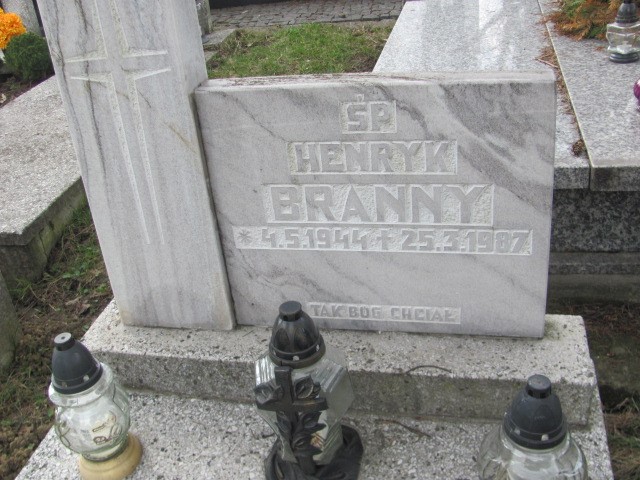 ŚP
HENRYK
BRANNY
* 4.5.1944 + 25.3.1987
TAK BÓG CHCIAŁ